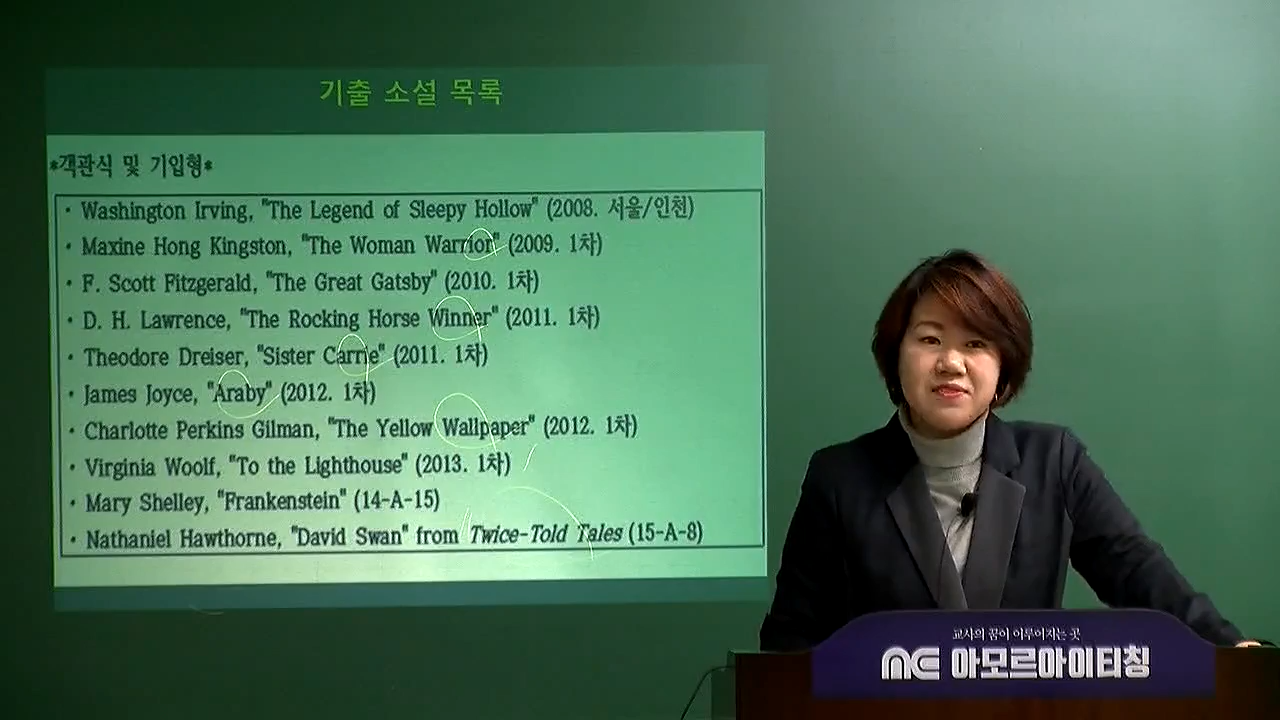 기출 소설 목록
*객관식 및 기입형*
· Washington Irving, "The Legend of Sleepy Hollow" (2008. 서울/인천)
· Maxine Hong Kingston, "The Woman Warrior" (2009. 1차)
· F. Scott Fitzgerald, "The Great Gatsby" (2010. 1차)
· D. H. Lawrence, "The Rocking Horse Winner" (2011. 1차)
· Theodore Dreiser, "Sister Carrie" (2011. 1차)
· James Joyce, "Araby" (2012. 1차)
· Charlotte Perkins Gilman, "The Yellow Wallpaper" (2012. 1차)
· Virginia Woolf, "To the Lighthouse" (2013. 1차)
· Mary Shelley, "Frankenstein" (14-A-15)
· Nathaniel Hawthorne, "David Swan" from Twice-Told Tales (15-A-8)
교사의 꿈이 이루어지는 곳
아모르아이티칭